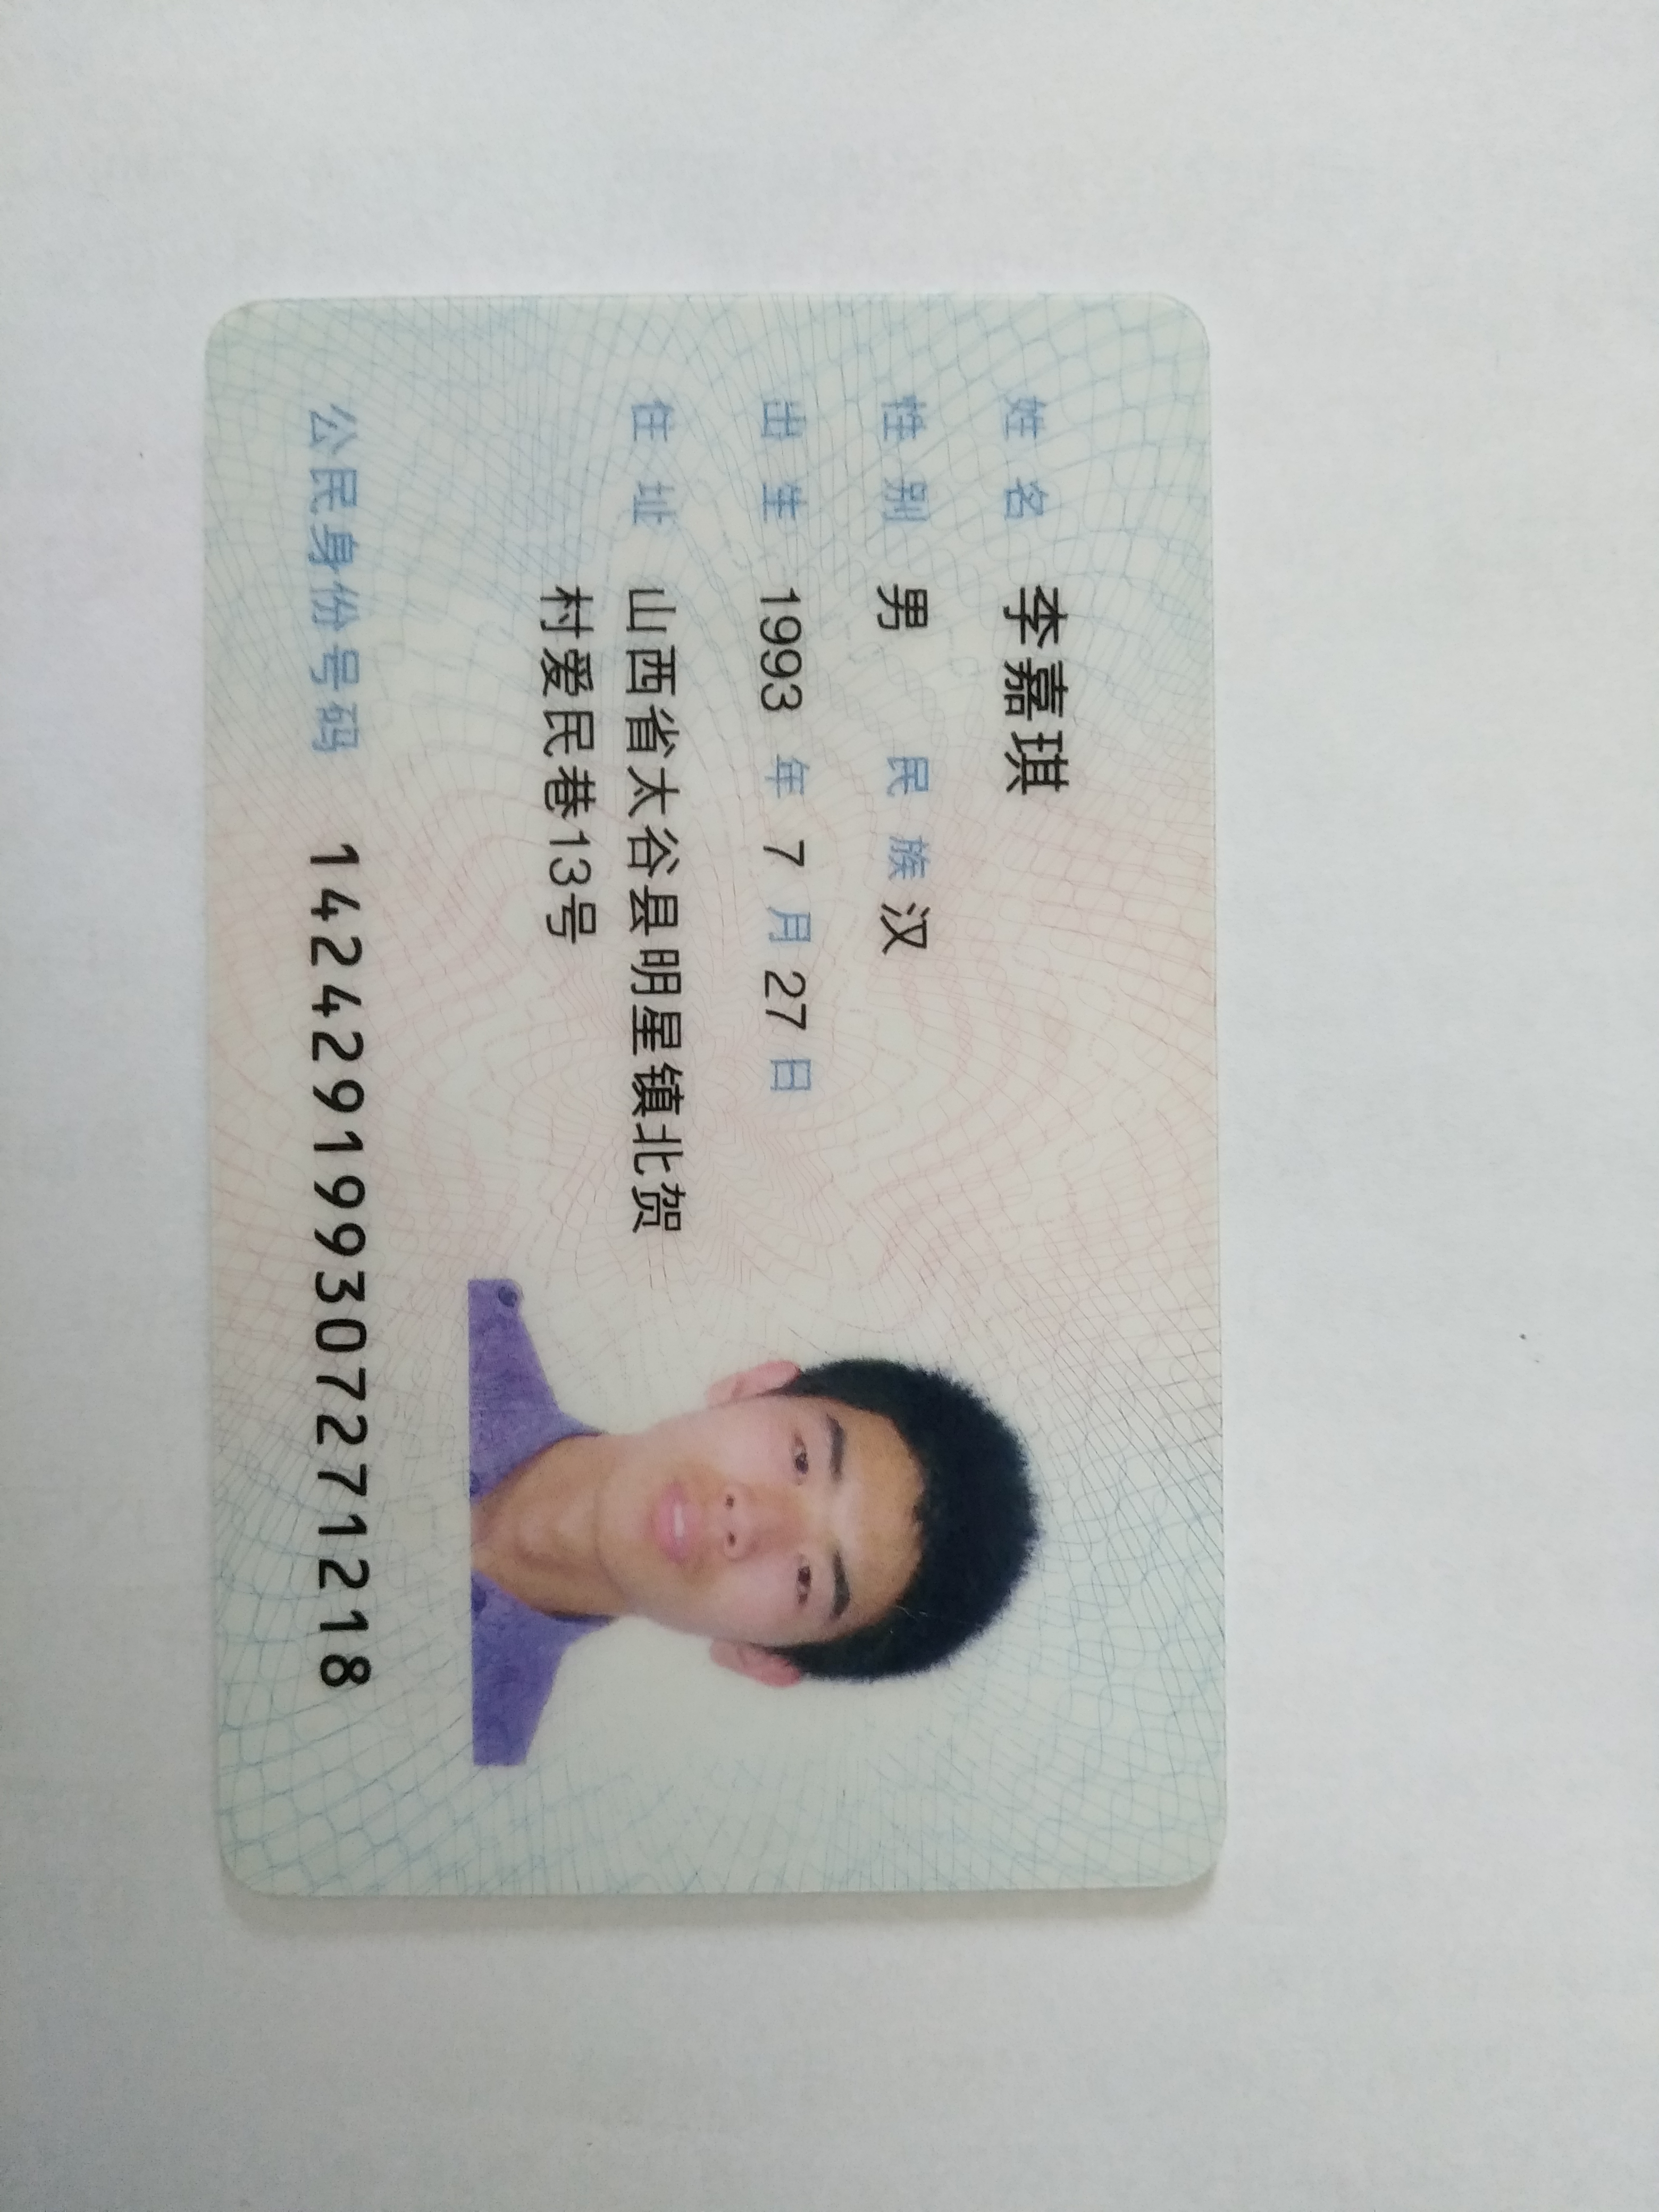 姓名 李嘉琪
性别 男 民族 汉
出生 1993 年 7 月 27 日
住址 山西省太谷县明星镇北贺
村爱民巷13号
公民身份号码 142429199307271218